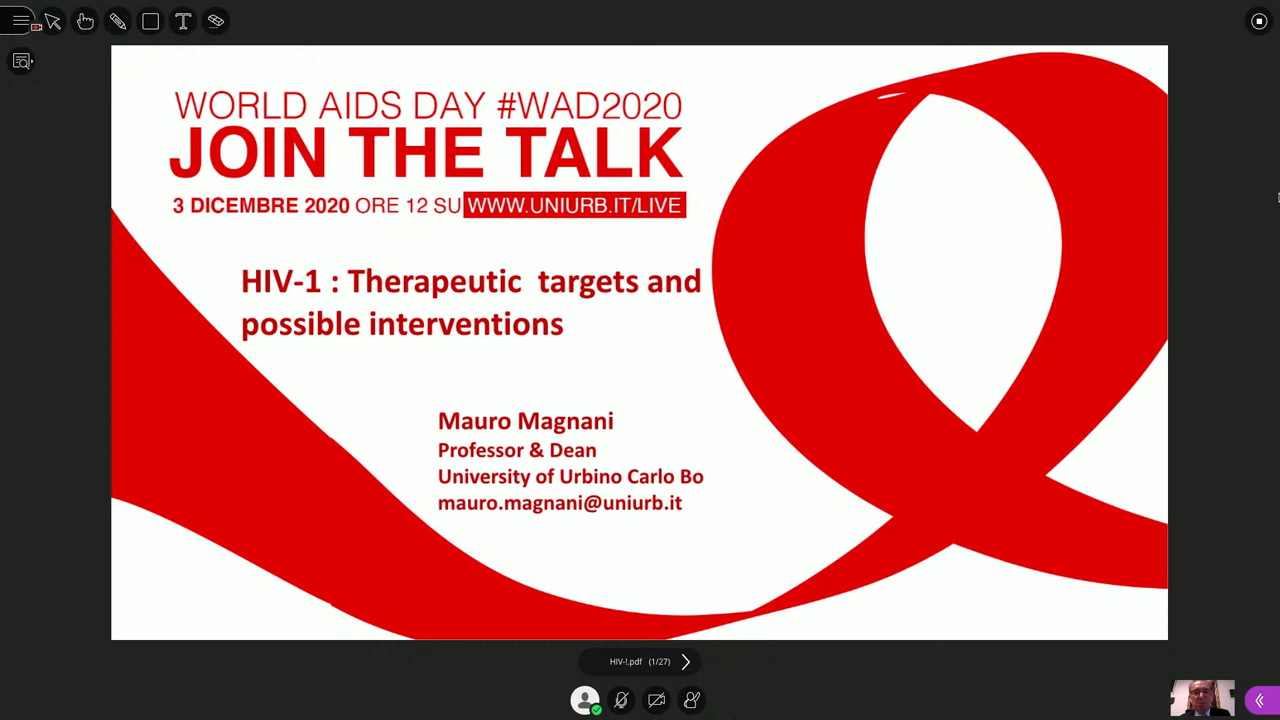 WORLD AIDS DAY #WAD2020
JOIN THE TALK
3 DICEMBRE 2020 ORE 12 SU WWW.UNIURB.IT/LIVE
HIV-1 : Therapeutic targets and
possible interventions
Mauro Magnani
Professor & Dean
University of Urbino Carlo Bo
mauro.magnani@uniurb.it
HIV-!.pdf (1/27)